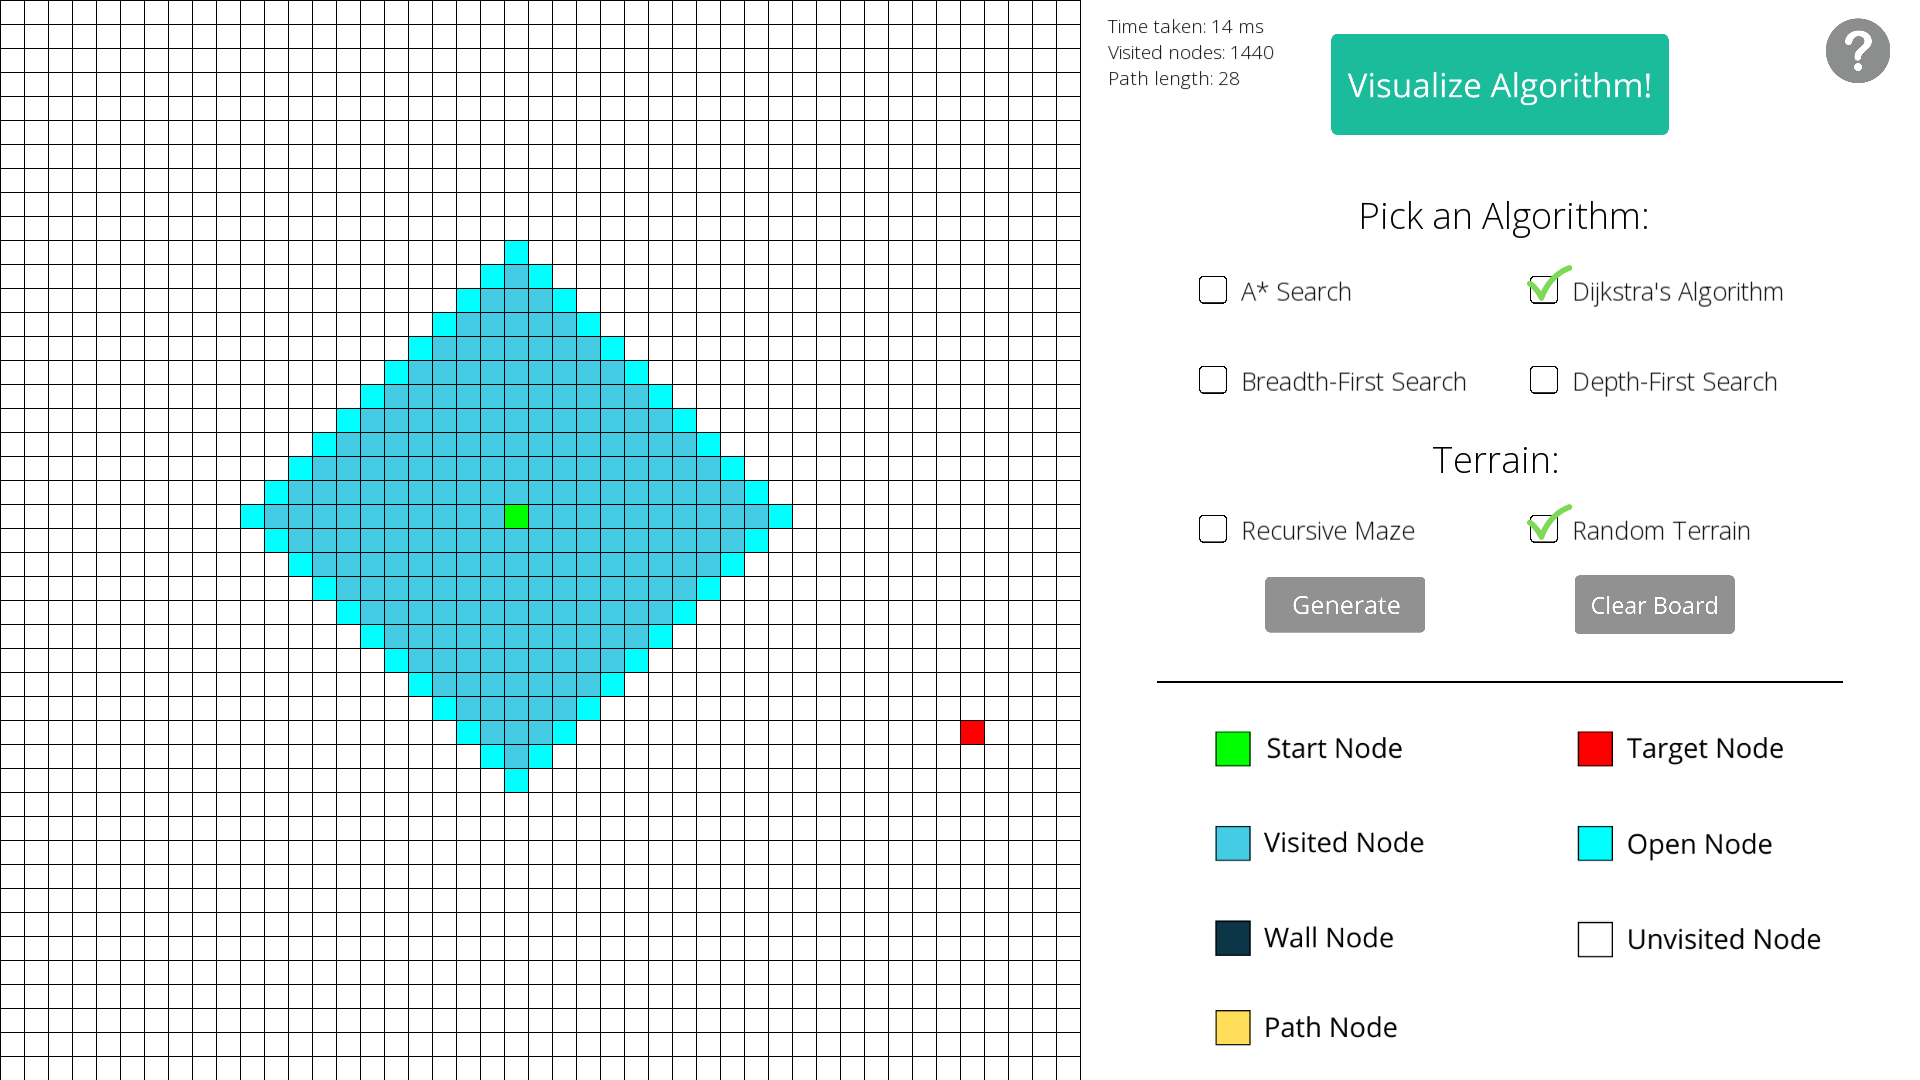 Time taken: 14 ms
Visited nodes: 1440
Path length: 28
Visualize Algorithm!
?
Pick an Algorithm:
A* Search
Dijkstra's Algorithm
Breadth-First Search
Depth-First Search
Terrain:
Recursive Maze
Random Terrain
Generate
Clear Board
Start Node
Target Node
Visited Node
Open Node
Wall Node
Unvisited Node
Path Node